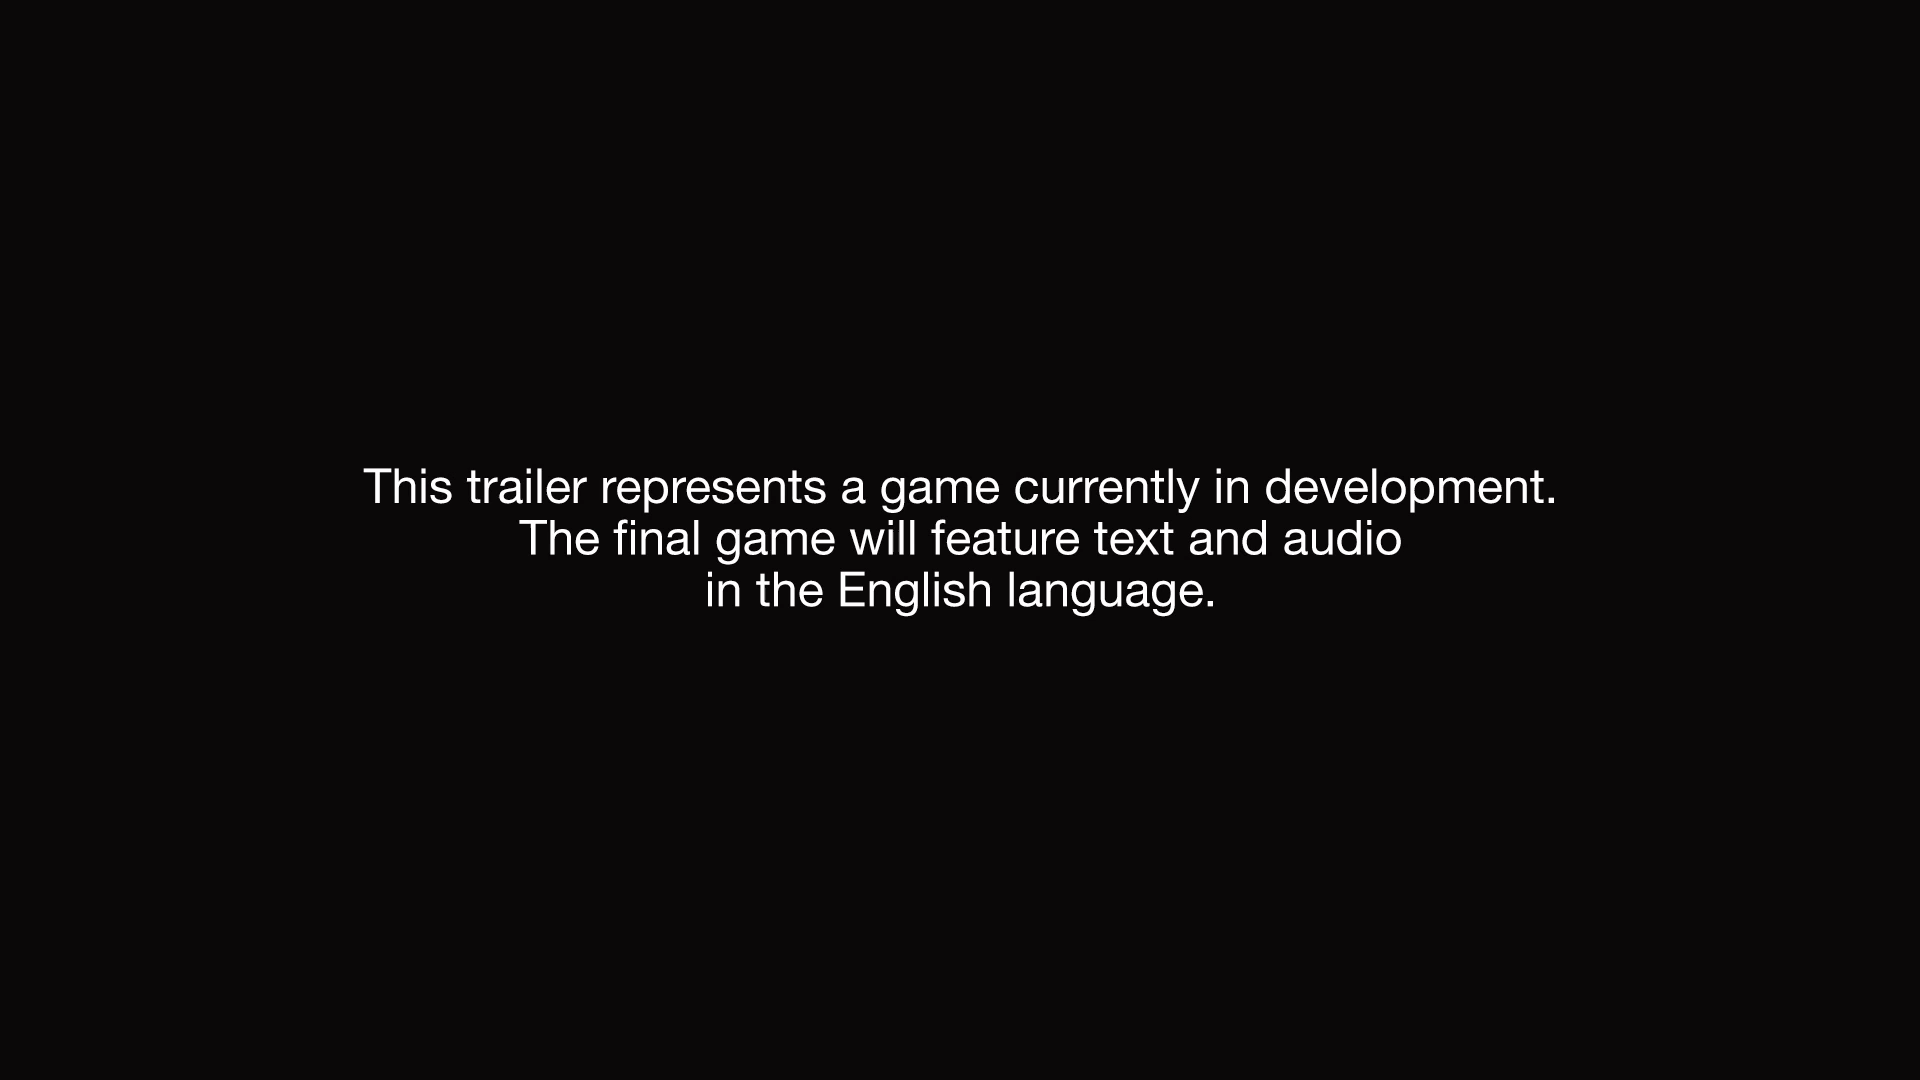 This trailer represents a game currently in development.
The final game will feature text and audio
in the English language.